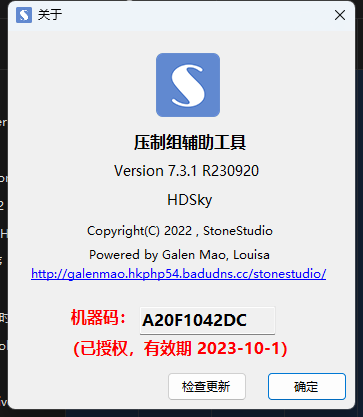 关于
S
压制组辅助工具
Version 7.3.1 R230920
HDSky
Copyright(C) 2022 , StoneStudio
Powered by Galen Mao, Louisa
http://galenmao.hkphp54.badudns.cc/stonestudio/
机器码： A20F1042DC
(已授权，有效期 2023-10-1)
检查更新 确定